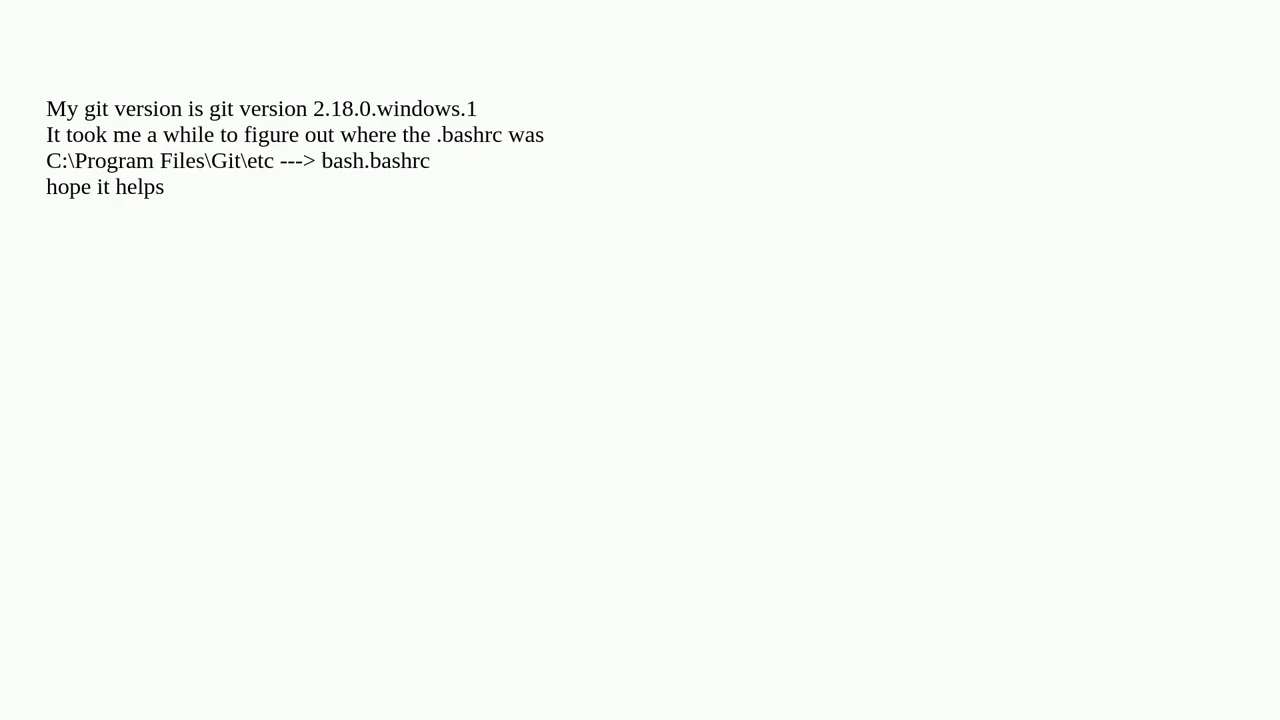 My git version is git version 2.18.0.windows.1
It took me a while to figure out where the .bashrc was
C:\Program Files\Git\etc ---> bash.bashrc
hope it helps